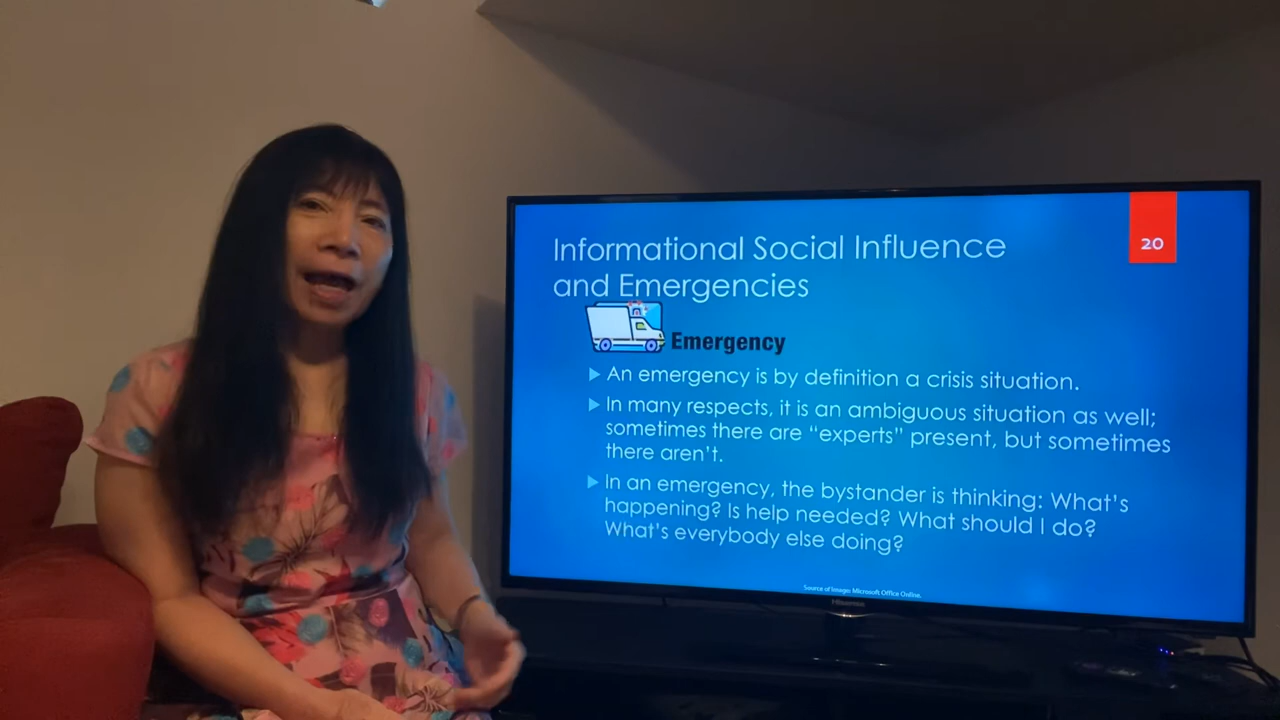 20
Informational Social Influence
and Emergencies
Emergency
An emergency is by definition a crisis situation.
In many respects, it is an ambiguous situation as well;
sometimes there are “experts” present, but sometimes
there aren’t.
In an emergency, the bystander is thinking: What’s
happening? Is help needed? What should I do?
What’s everybody else doing?
Source of Image: Microsoft Office Online.
Hisense